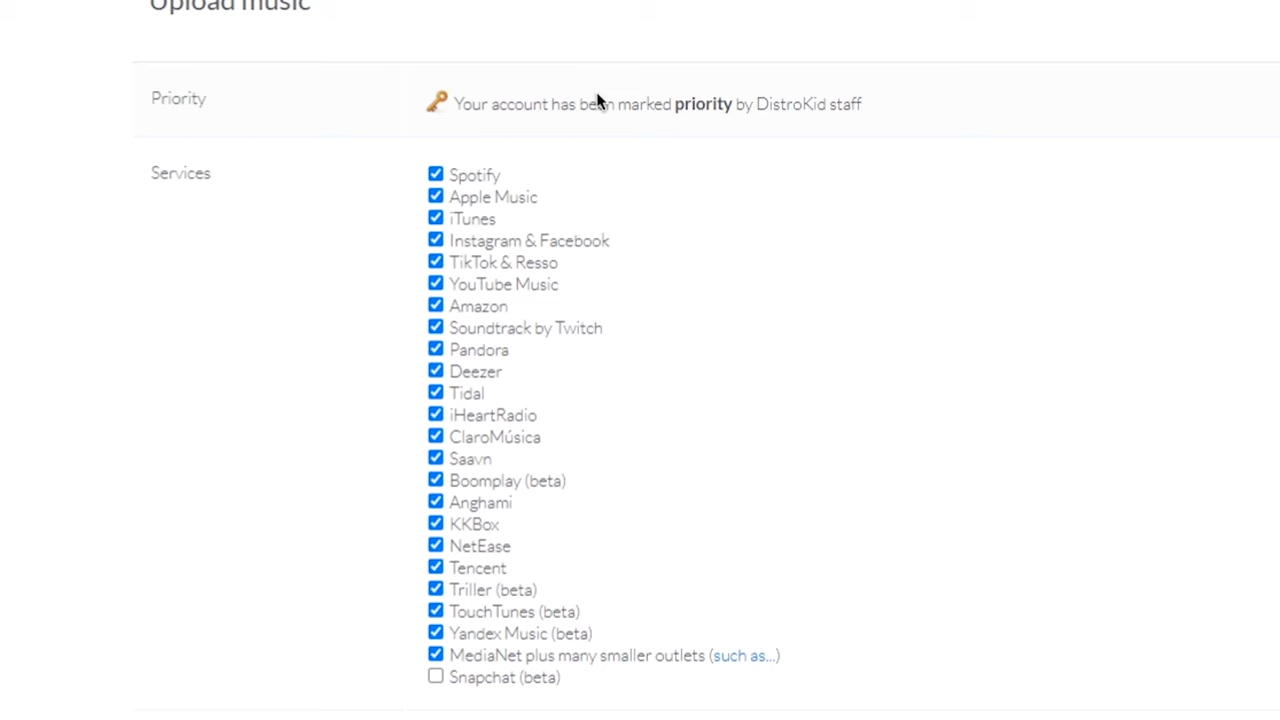 Upload music
Priority
Your account has been marked priority by DistroKid staff
Services
Spotify
Apple Music
iTunes
Instagram & Facebook
TikTok & Resso
YouTube Music
Amazon
Soundtrack by Twitch
Pandora
Deezer
Tidal
iHeartRadio
ClaroMúsica
Saavn
Boomplay (beta)
Anghami
KKBox
NetEase
Tencent
Triller (beta)
TouchTunes (beta)
Yandex Music (beta)
MediaNet plus many smaller outlets (such as...)
Snapchat (beta)